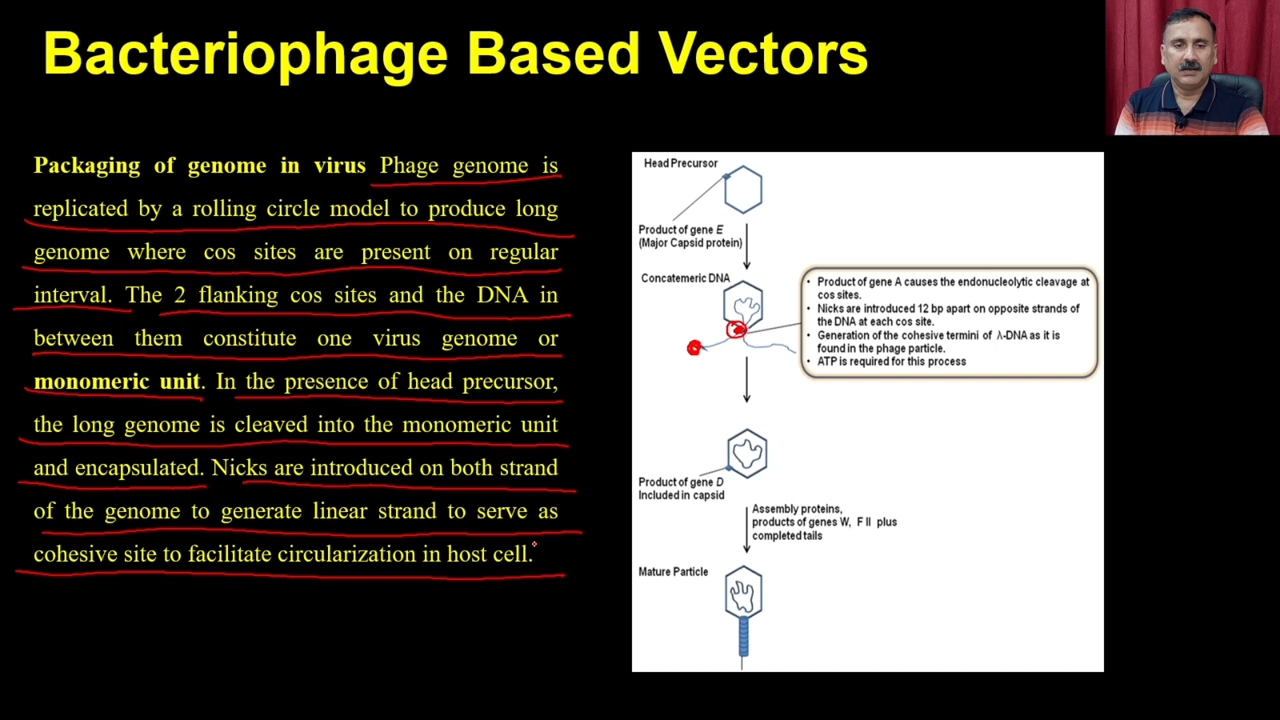 Bacteriophage Based Vectors
Packaging of genome in virus Phage genome is
replicated by a rolling circle model to produce long
genome where cos sites are present on regular
interval. The 2 flanking cos sites and the DNA in
between them constitute one virus genome or
monomeric unit. In the presence of head precursor,
the long genome is cleaved into the monomeric unit
and encapsulated. Nicks are introduced on both strand
of the genome to generate linear strand to serve as
cohesive site to facilitate circularization in host cell.
Head Precursor
Product of gene E
(Major Capsid protein)
Concatemeric DNA
• Product of gene A causes the endonucleolytic cleavage at
cos sites.
• Nicks are introduced 12 bp apart on opposite strands of
the DNA at each cos site.
• Generation of the cohesive termini of λ-DNA as it is
found in the phage particle.
• ATP is required for this process
Product of gene D
Included in capsid
Assembly proteins,
products of genes W, F II plus
completed tails
Mature Particle